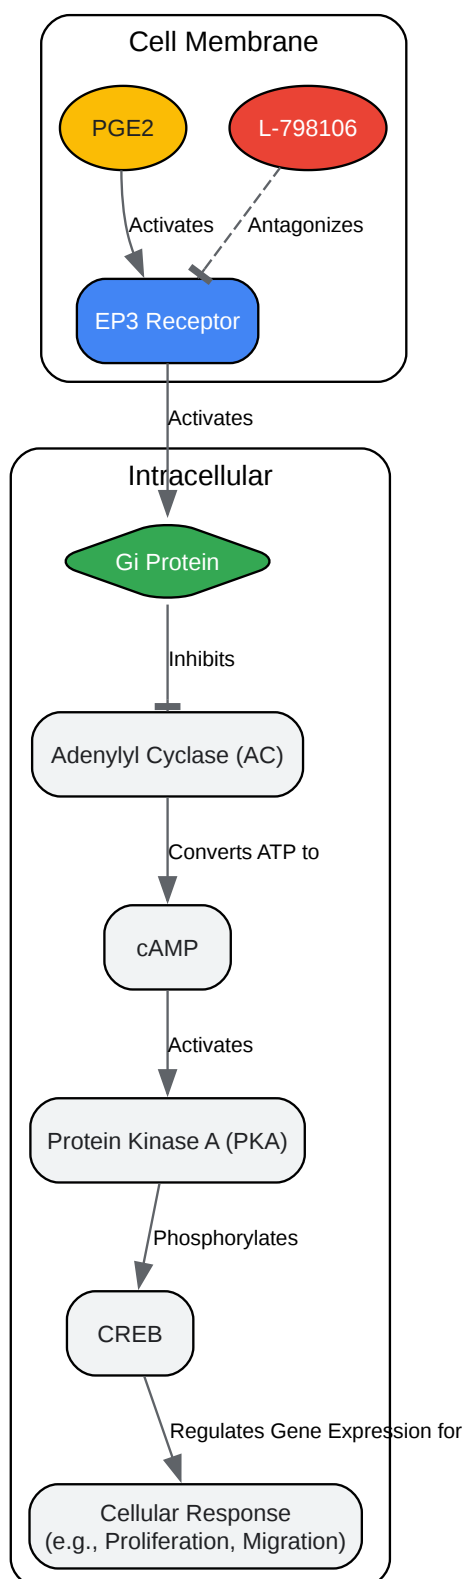 Cell Membrane
PGE2
L-798106
Activates
Antagonizes
EP3 Receptor
Activates
Intracellular
Gi Protein
Inhibits
Adenylyl Cyclase (AC)
Converts ATP to
cAMP
Activates
Protein Kinase A (PKA)
Phosphorylates
CREB
Regulates Gene Expression for
Cellular Response
(e.g., Proliferation, Migration)